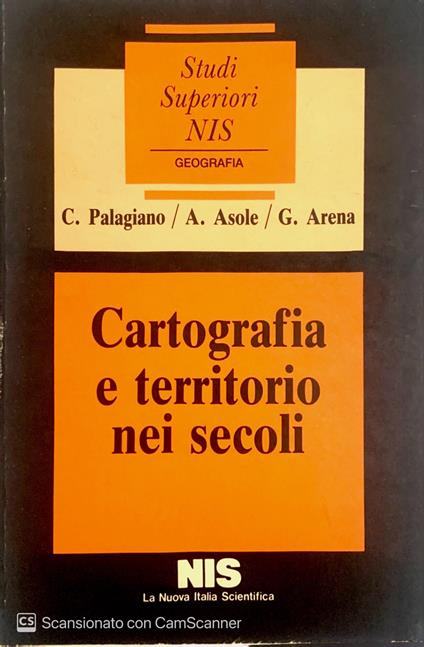 Studi
Superiori
NIS
GEOGRAFIA
C. Palagiano / A. Asole / G. Arena
Cartografia
e territorio
nei secoli
NIS
La Nuova Italia Scientifica
CS Scansionato con CamScanner